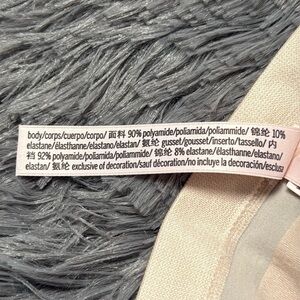 body/corps/cuerpo/corpo/ 面料 90% polyamide/poliamida/poliammide/ 锦纶 10%
elastane/élasthanne/elastano/elastan/ 氨纶 gusset/gousset/inserto/tassello/ 内
裆 92% polyamide/poliamida/poliammide/ 锦纶 8% elastane/élasthanne/elastano/
elastan/ 氨纶 exclusive of decoration/sauf décoration/no incluye la decoración/esclusa